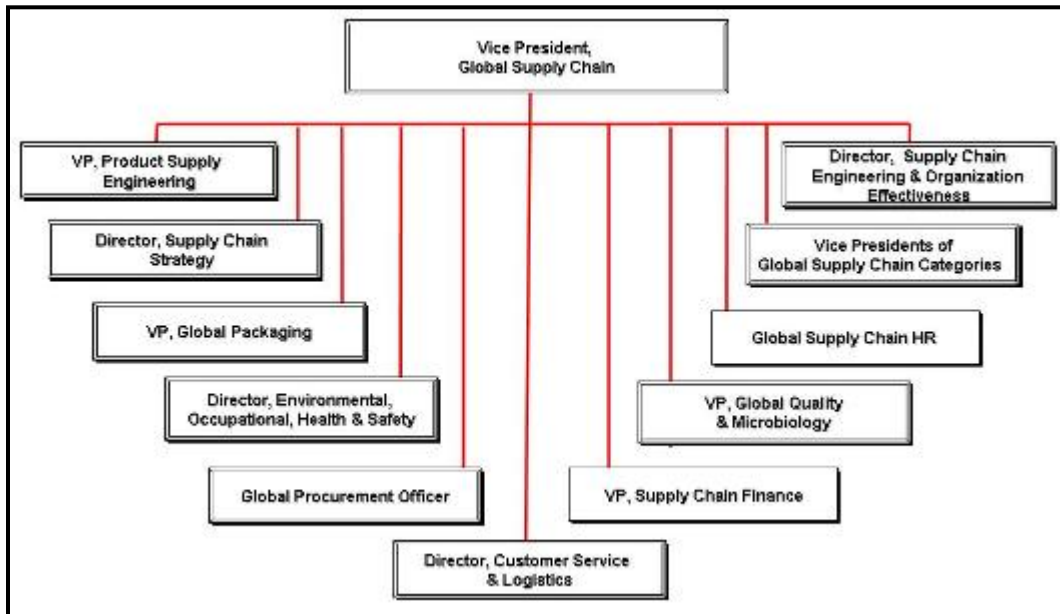 Vice President,
Global Supply Chain
VP, Product Supply
Engineering
Director, Supply Chain
Engineering & Organization
Effectiveness
Director, Supply Chain
Strategy
Vice Presidents of
Global Supply Chain Categories
VP, Global Packaging
Global Supply Chain HR
Director, Environmental,
Occupational, Health & Safety
VP, Global Quality
& Microbiology
Global Procurement Officer
VP, Supply Chain Finance
Director, Customer Service
& Logistics